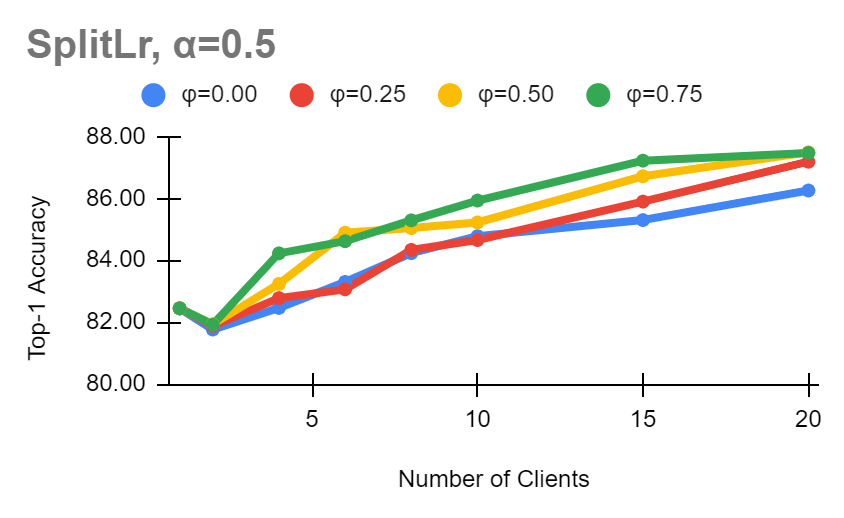 SplitLr, α=0.5
φ=0.00 φ=0.25 φ=0.50 φ=0.75
88.00
86.00
84.00
82.00
80.00
Top-1 Accuracy
5 10 15 20
Number of Clients